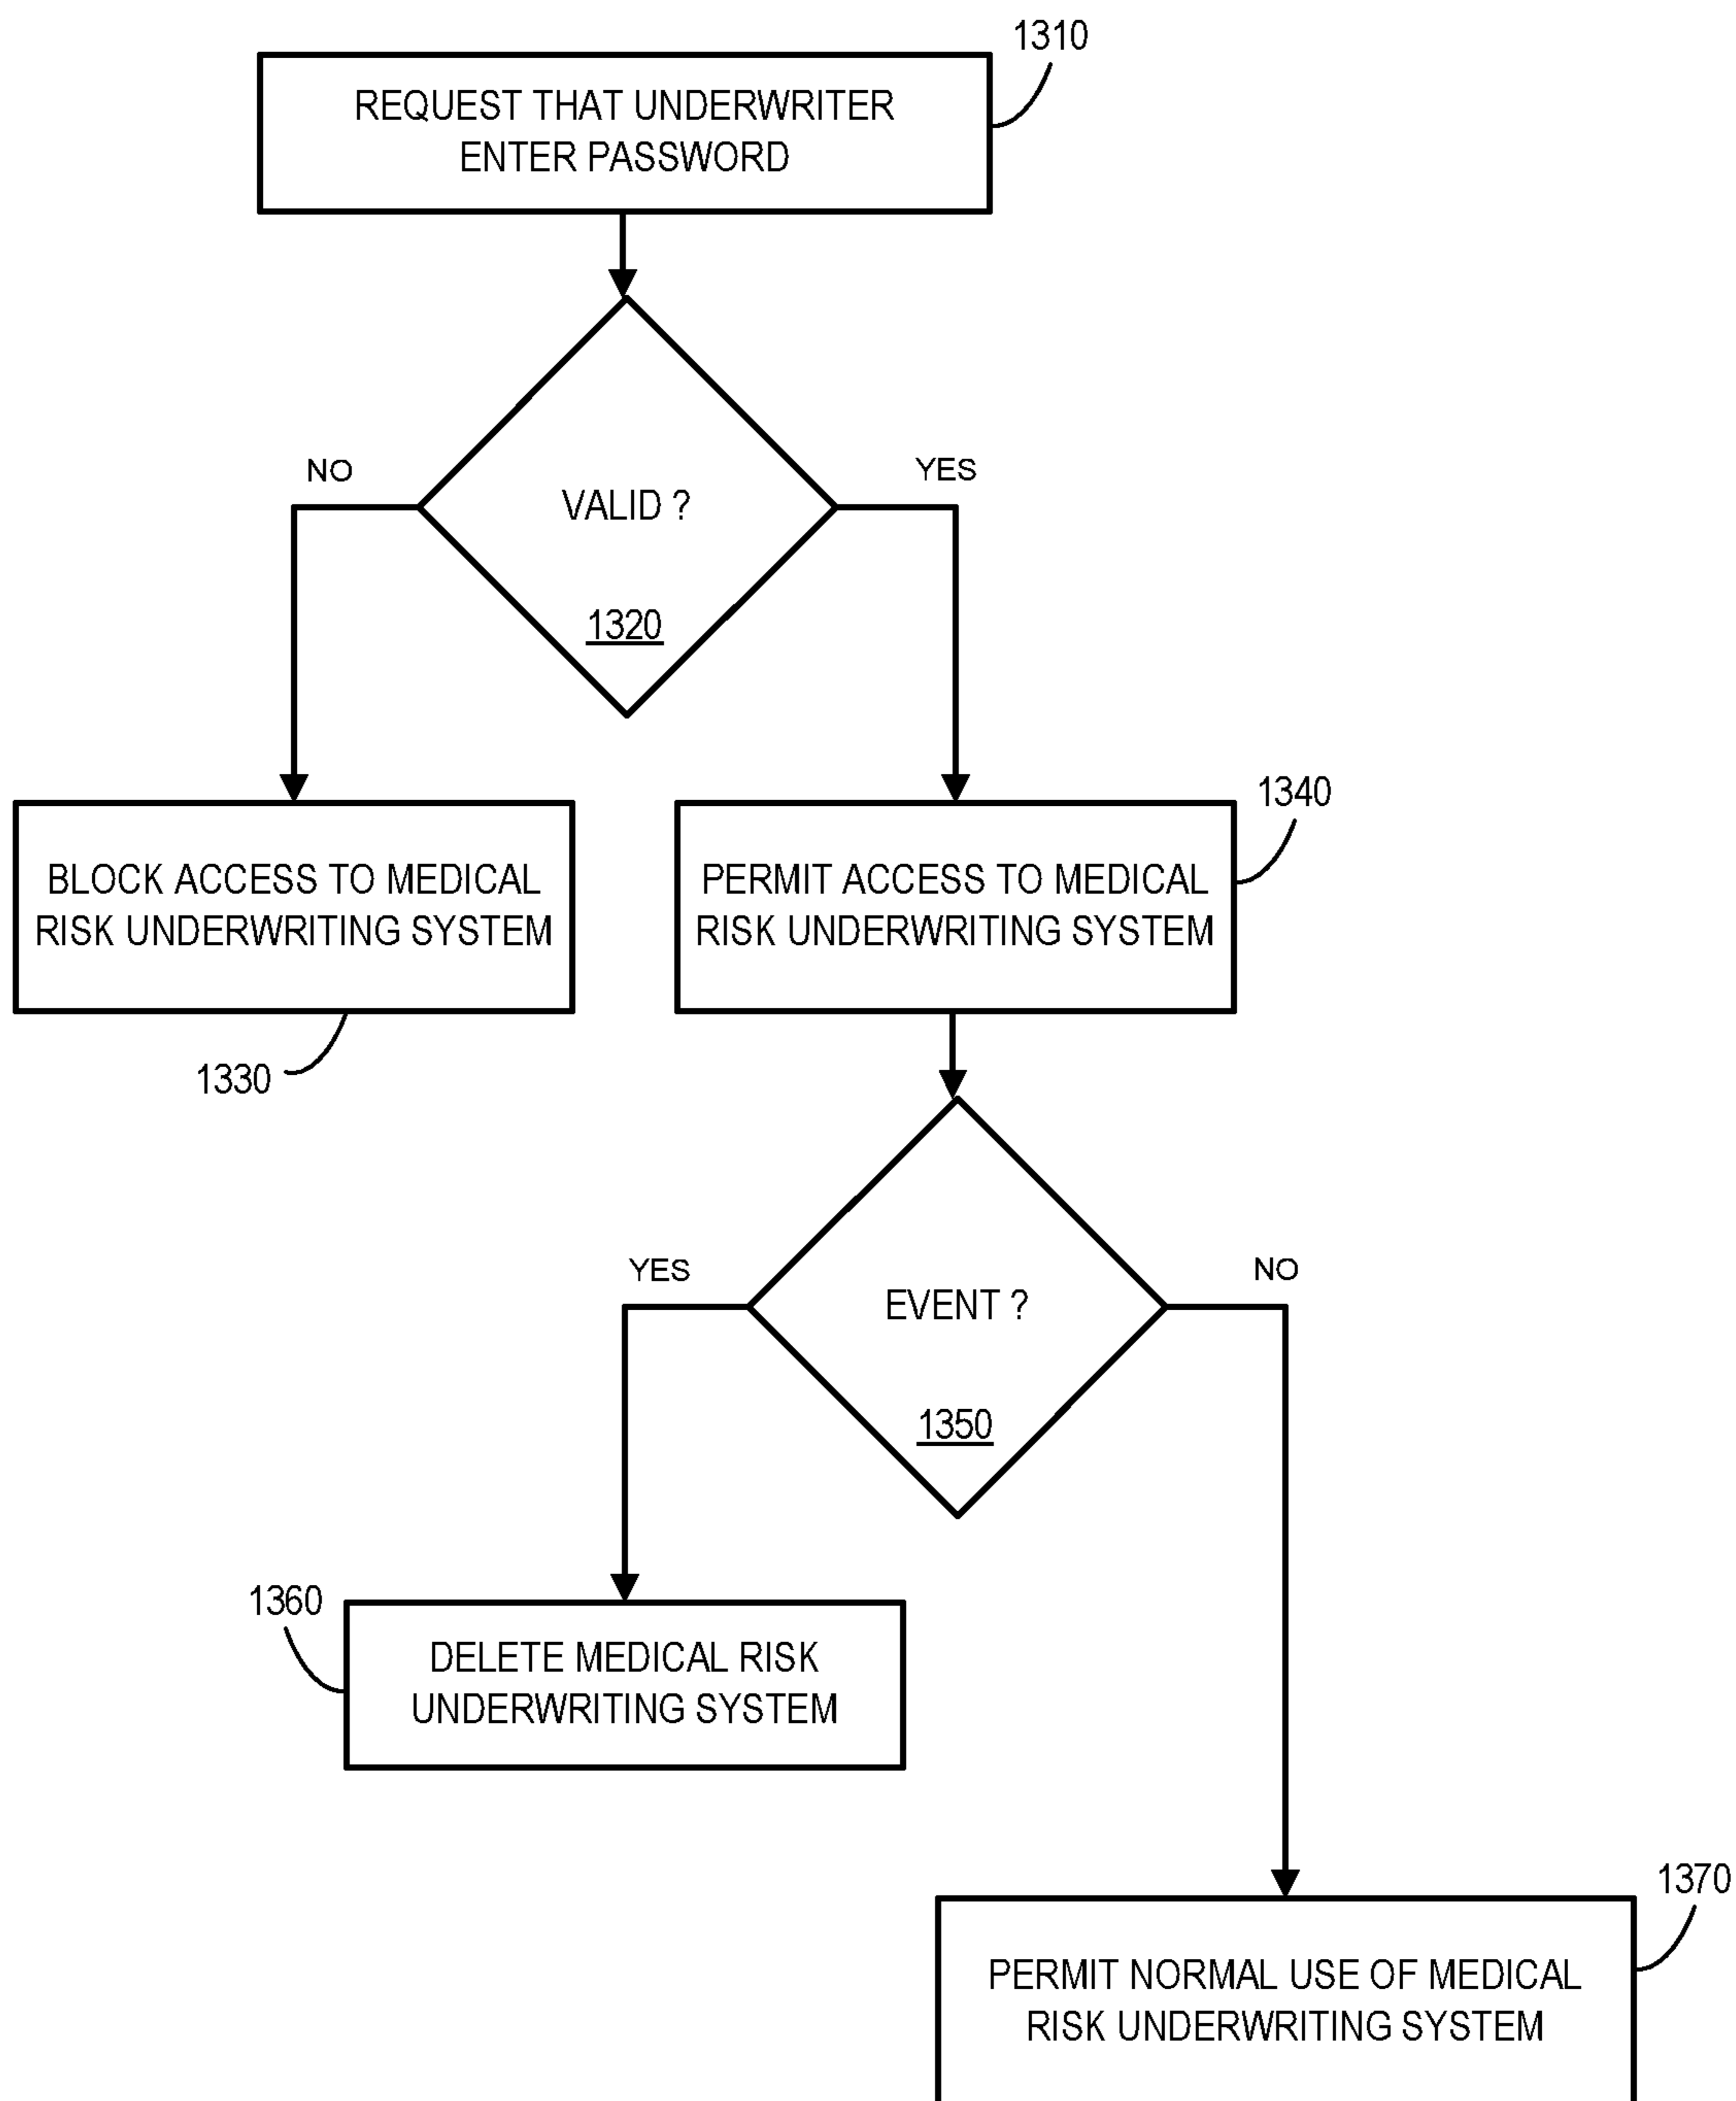 1310
REQUEST THAT UNDERWRITER
ENTER PASSWORD
NO
YES
VALID ?
1320
1340
BLOCK ACCESS TO MEDICAL
RISK UNDERWRITING SYSTEM
PERMIT ACCESS TO MEDICAL
RISK UNDERWRITING SYSTEM
1330
YES
NO
EVENT ?
1350
1360
DELETE MEDICAL RISK
UNDERWRITING SYSTEM
1370
PERMIT NORMAL USE OF MEDICAL
RISK UNDERWRITING SYSTEM